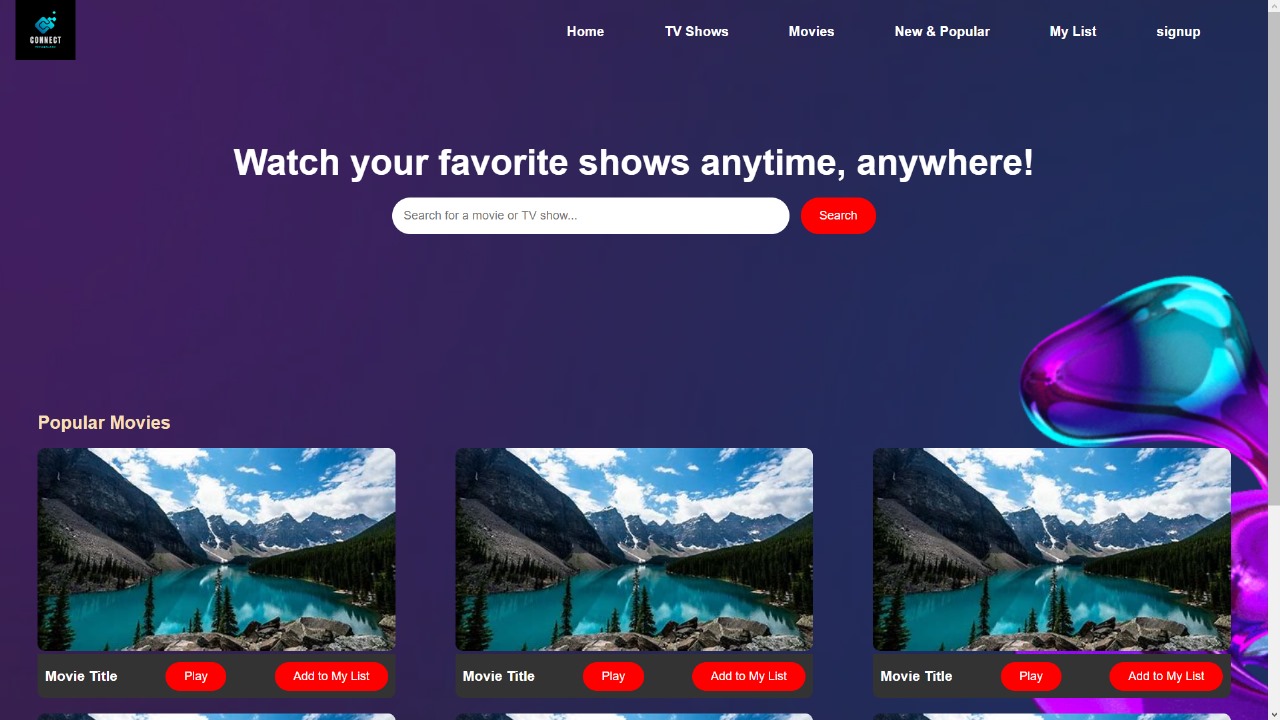 CONNECT
Home TV Shows Movies New & Popular My List signup
Watch your favorite shows anytime, anywhere!
Search for a movie or TV show... Search
Popular Movies
Movie Title Play Add to My List Movie Title Play Add to My List Movie Title Play Add to My List